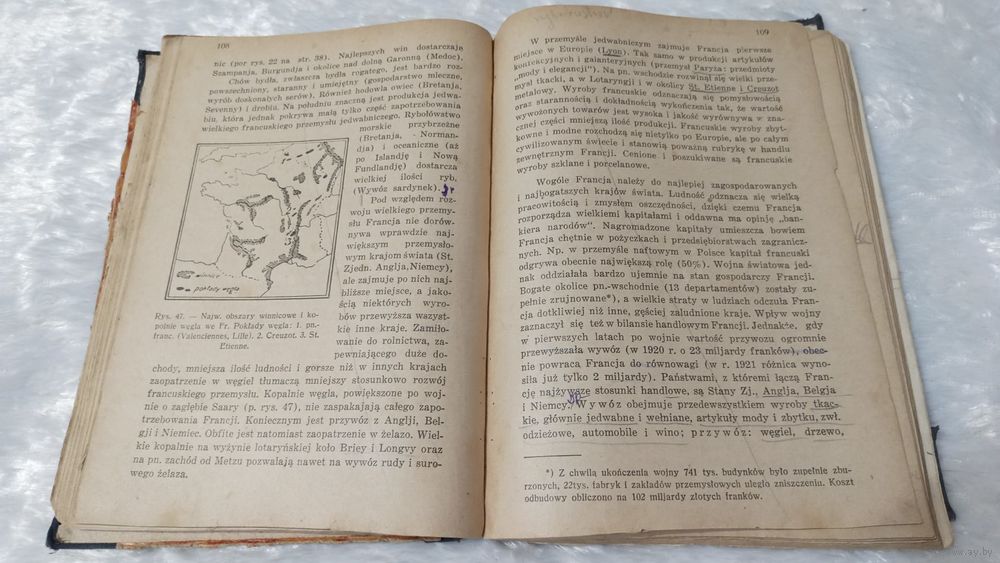 108
nic (por rys. 22 na str. 38). Najlepszych win dostarczają
Szampanja, Burgundja i okolice nad dolną Garonną (Medoc).
Chów bydła, zwłaszcza bydła rogatego, jest bardzo roz-
powszechniony, staranny i umiejętny (gospodarstwo mleczne,
wyrób doskonałych serów). Również hodowla owiec (Bretanja,
Sevenny) i drobiu. Na południu znaczną jest produkcja jedwa-
biu, która jednak pokrywa małą tylko część zapotrzebowania
wielkiego francuskiego przemysłu jedwabniczego. Rybołówstwo
morskie przybrzeżne
(Bretanja, Norman-
dja) i oceaniczne (aż
po Islandję i Nową
Fundlandję) dostarcza
wielkiej ilości ryb.
(Wywóz sardynek).
Pod względem roz-
woju wielkiego przemy-
słu Francja nie dorów-
nywa wprawdzie naj-
większym przemysło-
wym krajom świata (St.
Zjedn. Anglja, Niemcy),
ale zajmuje po nich naj-
bliższe miejsce, a jako-
ścią niektórych wyro-
bów przewyższa wszyst-
kie inne kraje. Zamiło-
wanie do rolnictwa, za-
pewniającego duże do-
winnice
pokłady węgla
Rys. 47. — Najw. obszary winnicowe i ko-
palnie węgla we Fr. Pokłady węgla: 1. pn.-
franc. (Valenciennes, Lille). 2. Creuzot. 3. St.
Etienne.
chody, mniejsza ilość ludności i gorsze niż w innych krajach
zaopatrzenie w węgiel tłumaczą mniejszy stosunkowo rozwój
francuskiego przemysłu. Kopalnie węgla, powiększone po woj-
nie o zagłębie Saary (p. rys. 47), nie zaspakajają całego zapo-
trzebowania Francji. Koniecznym jest przywóz z Anglji, Bel-
gji i Niemiec. Obfite jest natomiast zaopatrzenie w żelazo. Wiel-
kie kopalnie na wyżynie lotaryńskiej koło Briey i Longvy oraz
na pn. zachód od Metzu pozwalają nawet na wywóz rudy i suro-
wego żelaza.
109
W przemyśle jedwabniczym zajmuje Francja pierwsze
miejsce w Europie (Lyon). Tak samo w produkcji artykułów
konfekcyjnych i galanteryjnych (przemysł Paryża: przedmioty
„mody i elegancji"). Na pn. wschodzie rozwinął się wielki prze-
mysł tkacki, a w Lotaryngji i w okolicy St. Etienne i Creuzot
metalowy. Wyroby francuskie odznaczają się pomysłowością
oraz starannością i dokładnością wykończenia tak, że wartość
wywożonych towarów jest wysoka i jakość wyrównywa w zna-
cznej części mniejszą ilość produkcji. Francuskie wyroby zbyt-
kowne i modne rozchodzą się nietylko po Europie, ale po całym
cywilizowanym świecie i stanowią poważną rubrykę w handlu
zewnętrznym Francji. Cenione i poszukiwane są francuskie
wyroby szklane i porcelanowe.
Wogóle Francja należy do najlepiej zagospodarowanych
i najbogatszych krajów świata. Ludność odznacza się wielką
pracowitością i zmysłem oszczędności, dzięki czemu Francja
rozporządza wielkiemi kapitałami i oddawna ma opinję „ban-
kiera narodów". Nagromadzone kapitały umieszcza bowiem
Francja chętnie w pożyczkach i przedsiębiorstwach zagranicz-
nych. Np. w przemyśle naftowym w Polsce kapitał francuski
odgrywa obecnie największą rolę (50%). Wojna światowa jed-
nak oddziałała bardzo ujemnie na stan gospodarczy Francji.
Bogate okolice pn.-wschodnie (13 departamentów) zostały zu-
pełnie zrujnowane*), a wielkie straty w ludziach odczuła Fran-
cja dotkliwiej niż inne, gęściej zaludnione kraje. Wpływ wojny
zaznaczył się też w bilansie handlowym Francji. Jednakże, gdy
w pierwszych latach po wojnie wartość przywozu ogromnie
przewyższała wywóz (w 1920 r. o 23 miljardy franków), obec-
nie powraca Francja do równowagi (w r. 1921 różnica wyno-
siła już tylko 2 miljardy). Państwami, z któremi łączą Fran-
cję najżywsze stosunki handlowe, są Stany Zj., Anglja, Belgja
i Niemcy. Wywóz obejmuje przedewszystkiem wyroby tkac-
kie, głównie jedwabne i wełniane, artykuły mody i zbytku, zwł.
odzieżowe, automobile i wino; przywóz: węgiel, drzewo,
*) Z chwilą ukończenia wojny 741 tys. budynków było zupełnie zbu-
rzonych, 22 tys. fabryk i zakładów przemysłowych uległo zniszczeniu. Koszt
odbudowy obliczono na 102 miljardy złotych franków.
www.ay.by